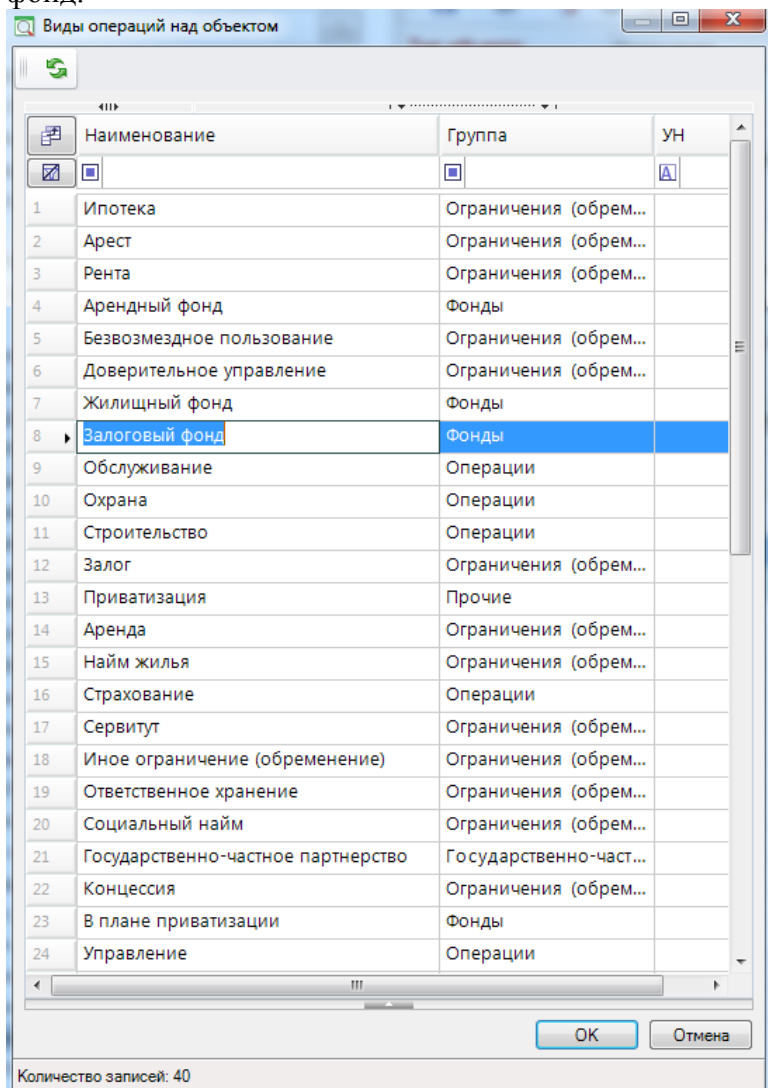 фонд.
Виды операций над объектом
Наименование Группа УН
A
1 Ипотека Ограничения (обрем...
2 Арест Ограничения (обрем...
3 Рента Ограничения (обрем...
4 Арендный фонд Фонды
5 Безвозмездное пользование Ограничения (обрем...
6 Доверительное управление Ограничения (обрем...
7 Жилищный фонд Фонды
8 Залоговый фонд Фонды
9 Обслуживание Операции
10 Охрана Операции
11 Строительство Операции
12 Залог Ограничения (обрем...
13 Приватизация Прочие
14 Аренда Ограничения (обрем...
15 Найм жилья Ограничения (обрем...
16 Страхование Операции
17 Сервитут Ограничения (обрем...
18 Иное ограничение (обременение) Ограничения (обрем...
19 Ответственное хранение Ограничения (обрем...
20 Социальный найм Ограничения (обрем...
21 Государственно-частное партнерство Государственно-част...
22 Концессия Ограничения (обрем...
23 В плане приватизации Фонды
24 Управление Операции
OK Отмена
Количество записей: 40